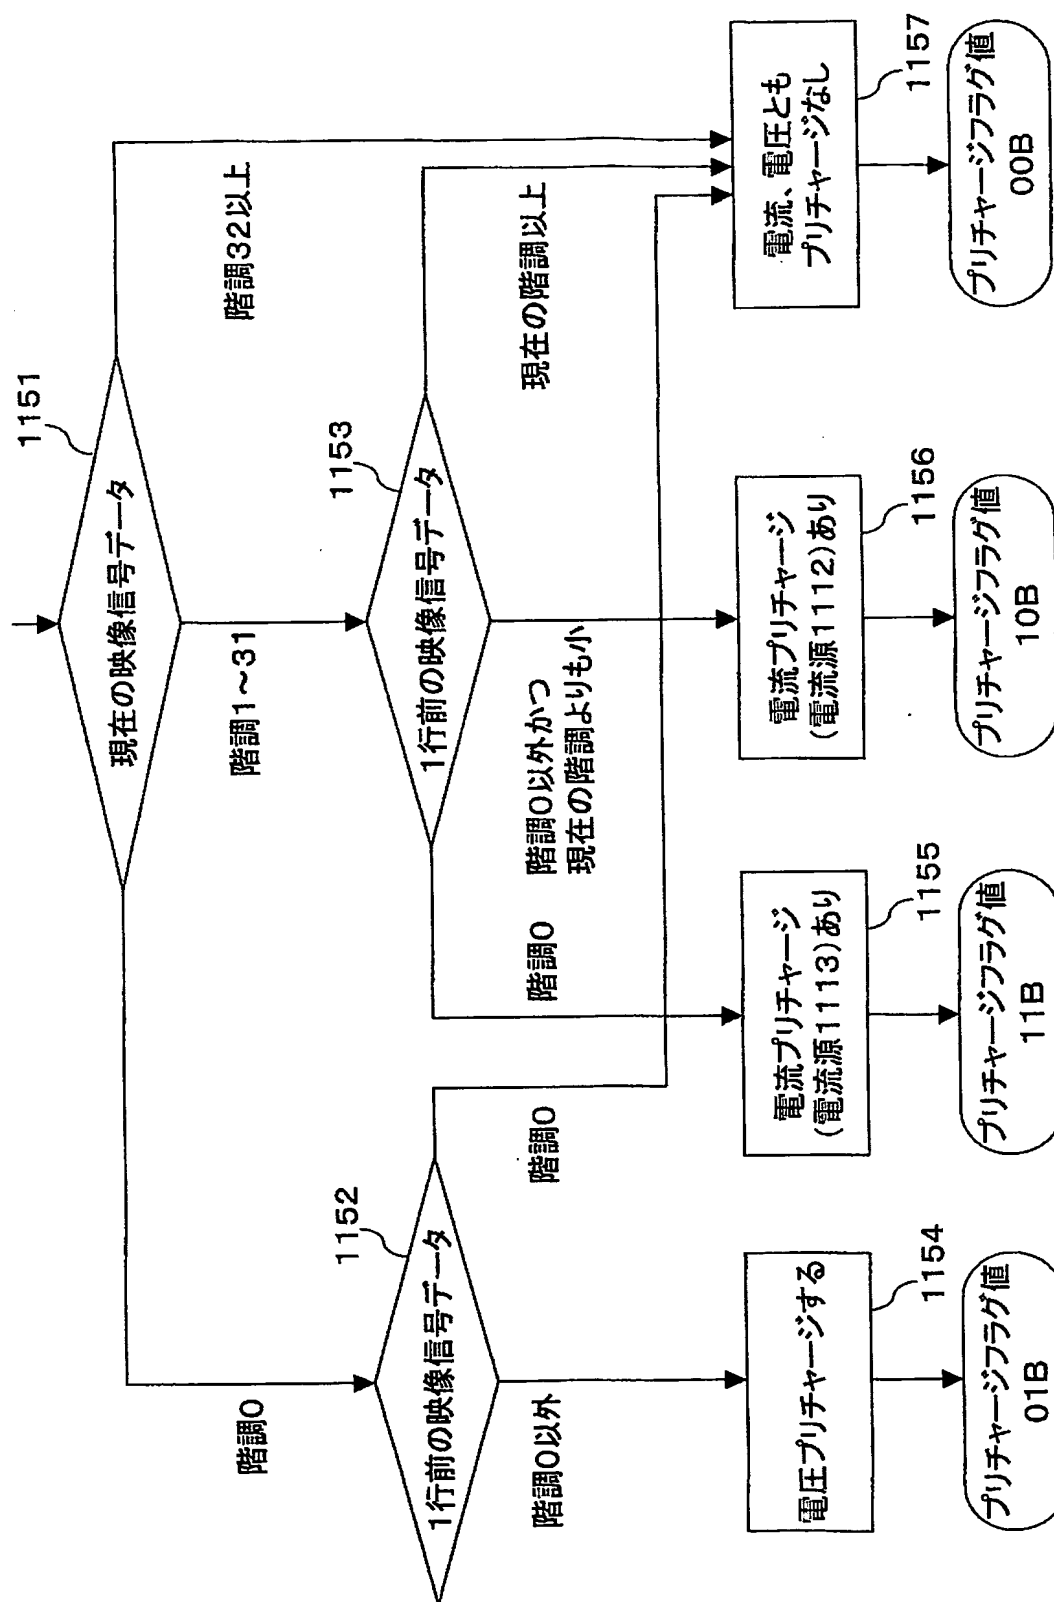 1151
現在の映像信号データ
階調0
階調1~31
階調32以上
1152
1行前の映像信号データ
階調0以外
階調0
1153
1行前の映像信号データ
階調0
階調0以外かつ
現在の階調よりも小
現在の階調以上
電圧プリチャージする
1154
プリチャージフラグ値
01B
電流プリチャージ
(電流源1113)あり
1155
プリチャージフラグ値
11B
電流プリチャージ
(電流源1112)あり
1156
プリチャージフラグ値
10B
電流、電圧とも
プリチャージなし
1157
プリチャージフラグ値
00B